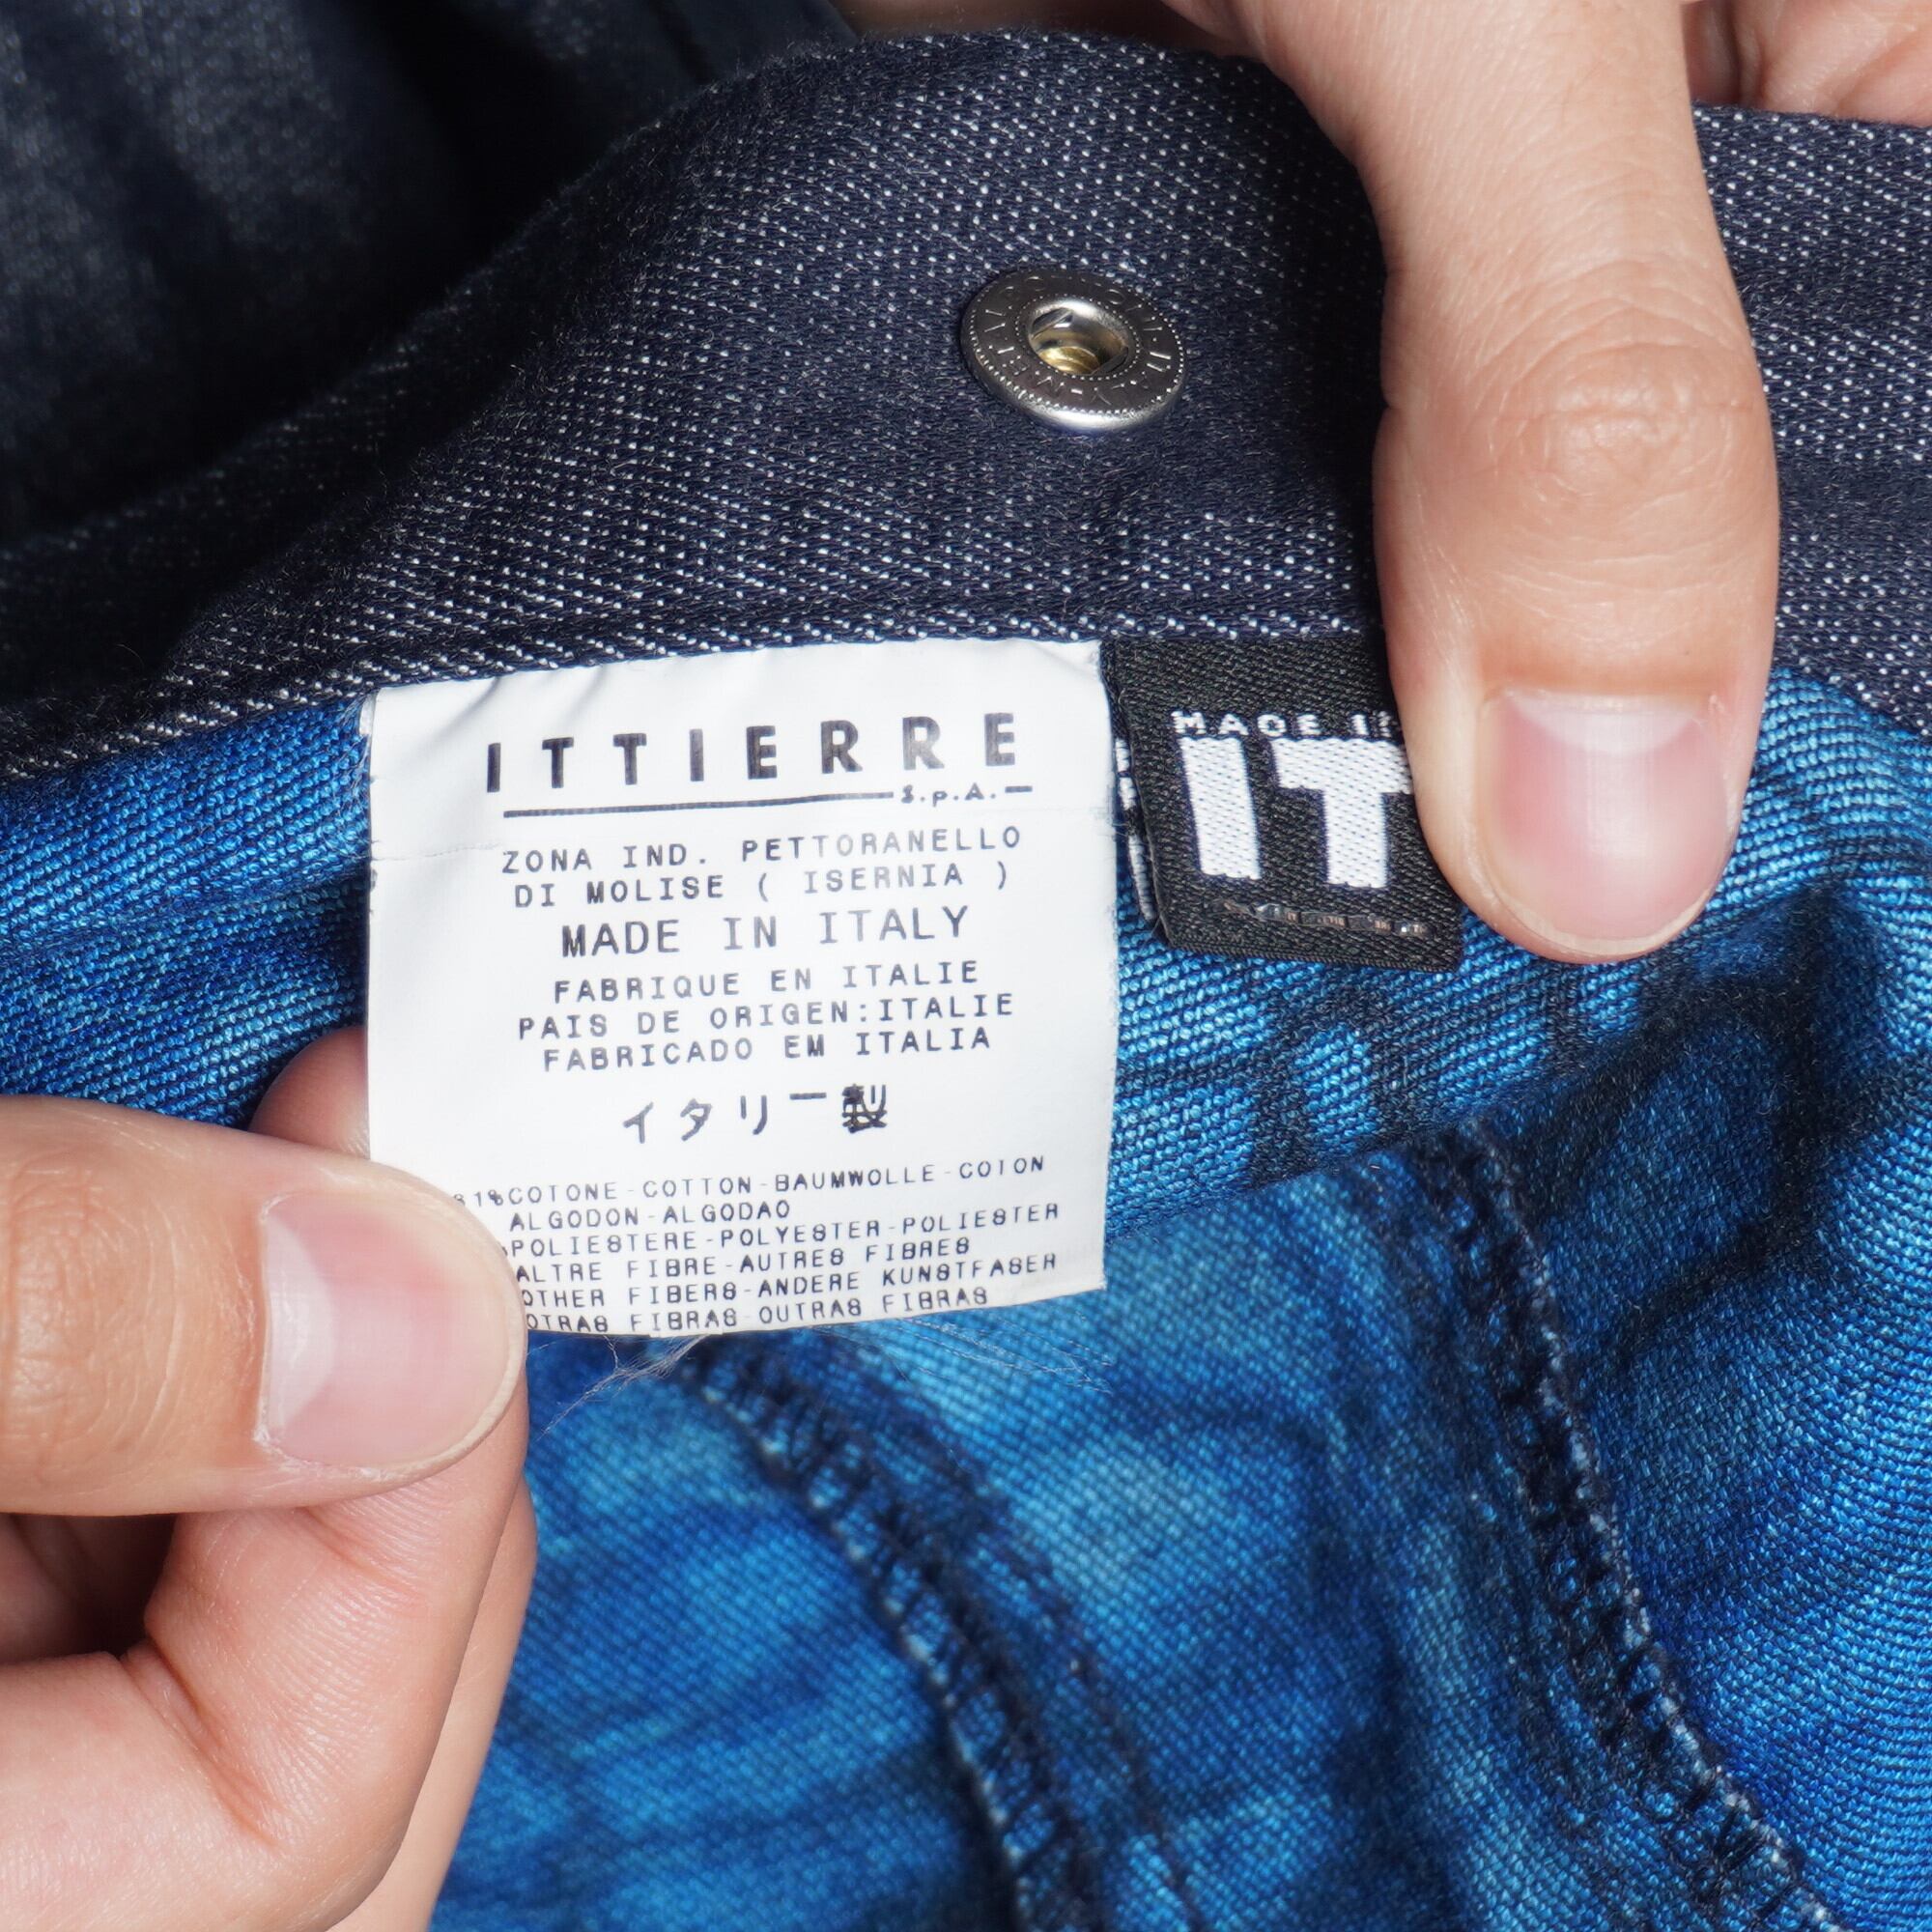 ITTIERRE
S.p.A.
ZONA IND. PETTORANELLO
DI MOLISE ( ISERNIA )
MADE IN ITALY
FABRIQUE EN ITALIE
PAIS DE ORIGEN:ITALIE
FABRICADO EM ITALIA
イタリー製
COTONE-COTTON-BAUMWOLLE-COTON
ALGODON-ALGODAO
POLIESTERE-POLYESTER-POLIESTER
ALTRE FIBRE-AUTRES FIBRES
OTHER FIBERS-ANDERE KUNSTFASER
OTRAS FIBRAS-OUTRAS FIBRAS
MADE
IT